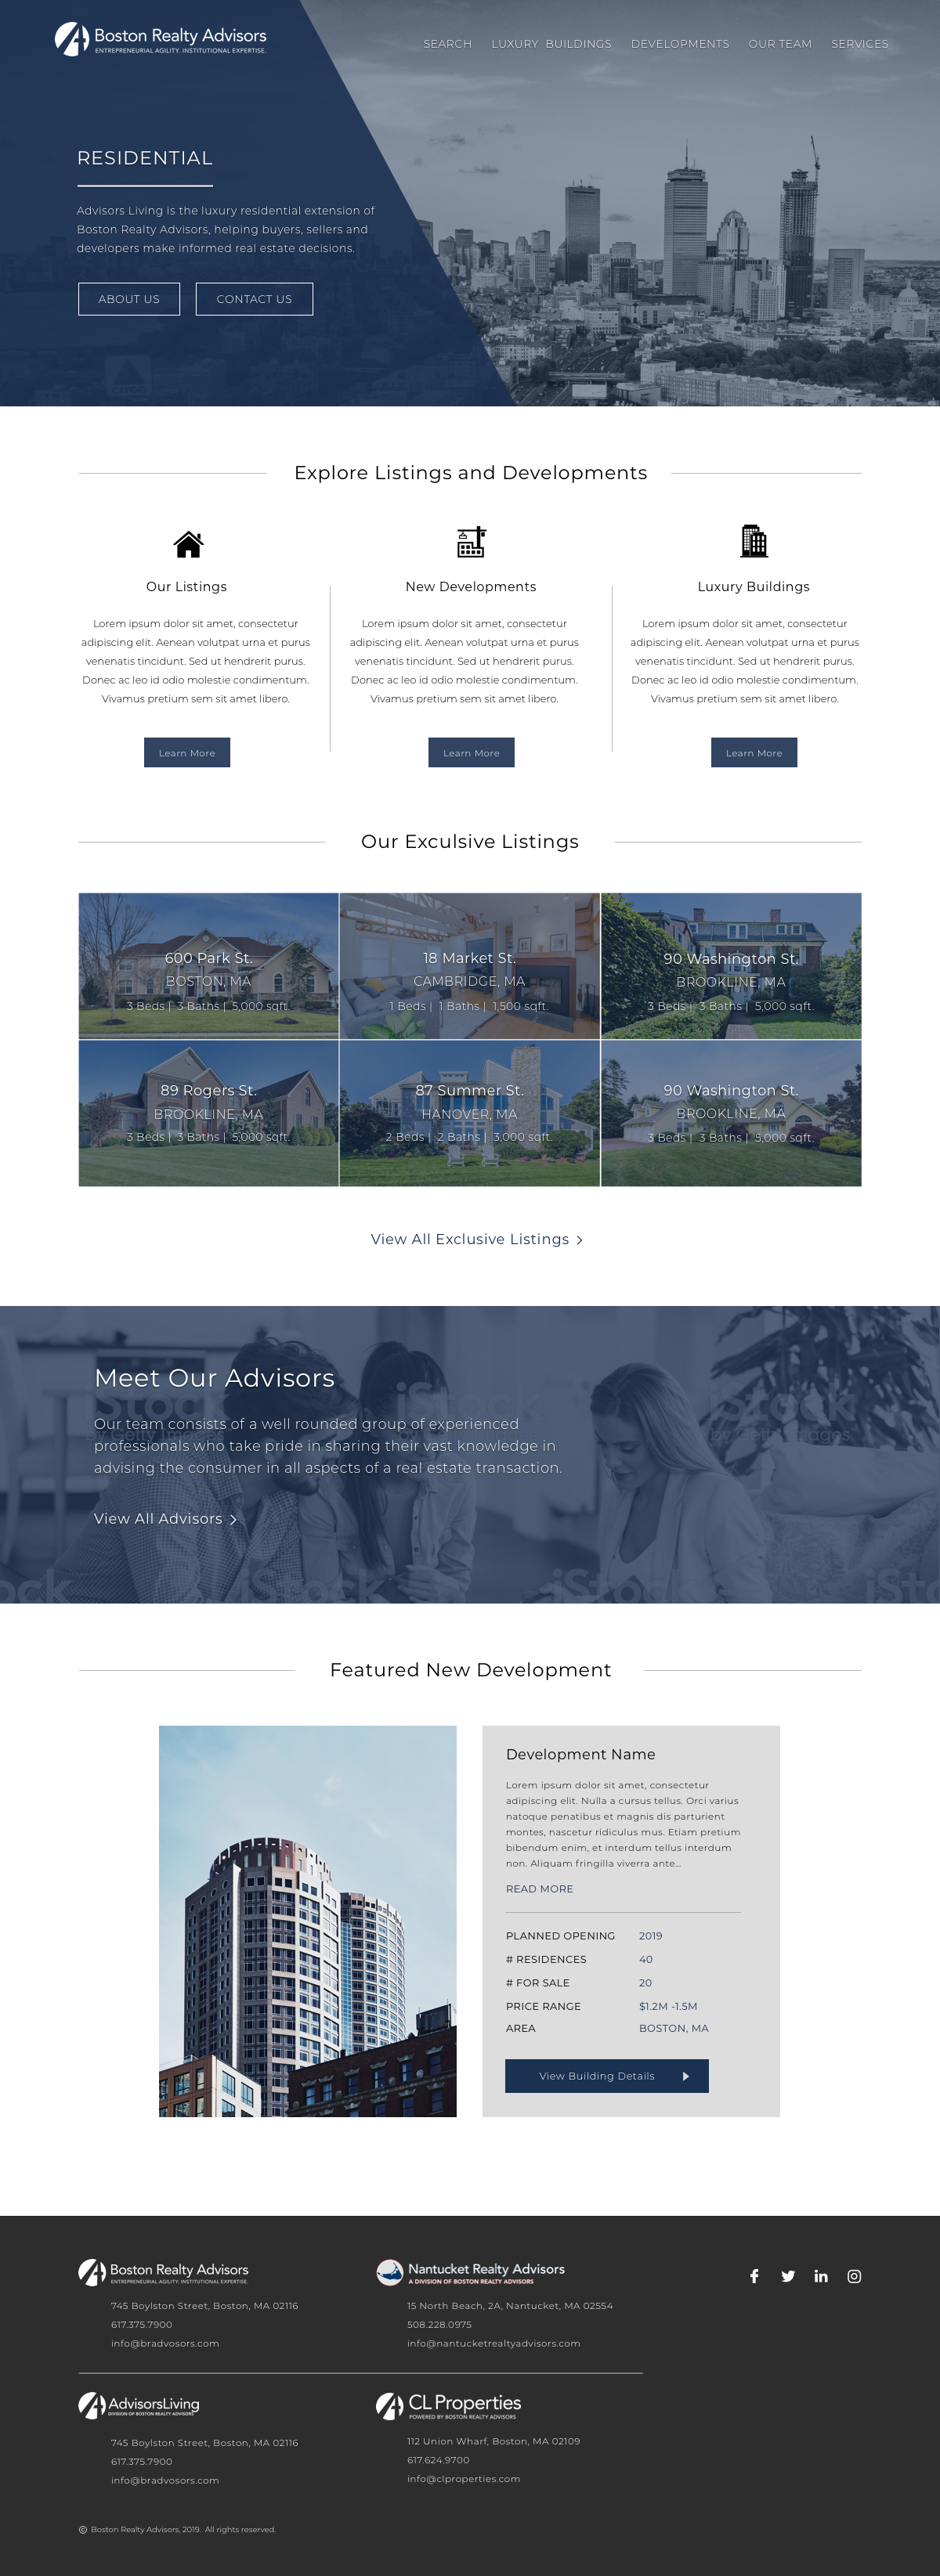 Boston Realty Advisors
ENTREPRENEURIAL AGILITY. INSTITUTIONAL EXPERTISE.
SEARCH LUXURY BUILDINGS DEVELOPMENTS OUR TEAM SERVICES
RESIDENTIAL
Advisors Living is the luxury residential extension of
Boston Realty Advisors, helping buyers, sellers and
developers make informed real estate decisions.
ABOUT US CONTACT US
Explore Listings and Developments
Our Listings
Lorem ipsum dolor sit amet, consectetur
adipiscing elit. Aenean volutpat urna et purus
venenatis tincidunt. Sed ut hendrerit purus.
Donec ac leo id odio molestie condimentum.
Vivamus pretium sem sit amet libero.
Learn More
New Developments
Lorem ipsum dolor sit amet, consectetur
adipiscing elit. Aenean volutpat urna et purus
venenatis tincidunt. Sed ut hendrerit purus.
Donec ac leo id odio molestie condimentum.
Vivamus pretium sem sit amet libero.
Learn More
Luxury Buildings
Lorem ipsum dolor sit amet, consectetur
adipiscing elit. Aenean volutpat urna et purus
venenatis tincidunt. Sed ut hendrerit purus.
Donec ac leo id odio molestie condimentum.
Vivamus pretium sem sit amet libero.
Learn More
Our Exculsive Listings
600 Park St.
BOSTON, MA
3 Beds | 3 Baths | 5,000 sqft.
18 Market St.
CAMBRIDGE, MA
1 Beds | 1 Baths | 1,500 sqft.
90 Washington St.
BROOKLINE, MA
3 Beds | 3 Baths | 5,000 sqft.
89 Rogers St.
BROOKLINE, MA
3 Beds | 3 Baths | 5,000 sqft.
87 Summer St.
HANOVER, MA
2 Beds | 2 Baths | 3,000 sqft.
90 Washington St.
BROOKLINE, MA
3 Beds | 3 Baths | 5,000 sqft.
View All Exclusive Listings >
Meet Our Advisors
Our team consists of a well rounded group of experienced
professionals who take pride in sharing their vast knowledge in
advising the consumer in all aspects of a real estate transaction.
View All Advisors >
iStock
Featured New Development
Development Name
Lorem ipsum dolor sit amet, consectetur
adipiscing elit. Nulla a cursus tellus. Orci varius
natoque penatibus et magnis dis parturient
montes, nascetur ridiculus mus. Etiam pretium
bibendum enim, et interdum tellus interdum
non. Aliquam fringilla viverra ante...
READ MORE
PLANNED OPENING 2019
# RESIDENCES 40
# FOR SALE 20
PRICE RANGE $1.2M -1.5M
AREA BOSTON, MA
View Building Details
Boston Realty Advisors
ENTREPRENEURIAL AGILITY. INSTITUTIONAL EXPERTISE.
745 Boylston Street, Boston, MA 02116
617.375.7900
info@bradvosors.com
Nantucket Realty Advisors
A DIVISION OF BOSTON REALTY ADVISORS
15 North Beach, 2A, Nantucket, MA 02554
508.228.0975
info@nantucketrealtyadvisors.com
AdvisorsLiving
DIVISION OF BOSTON REALTY ADVISORS
745 Boylston Street, Boston, MA 02116
617.375.7900
info@bradvosors.com
CL Properties
POWERED BY BOSTON REALTY ADVISORS
112 Union Wharf, Boston, MA 02109
617.624.9700
info@clproperties.com
© Boston Realty Advisors, 2019. All rights reserved.